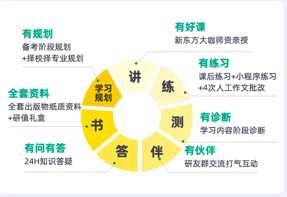 有规划
备考阶段规划
+择校择专业规划
有好课
新东方大咖师资亲授
有练习
课后练习+小程序练习
+4次人工作文批改
全套资料
全套出版物纸质资料
+研值礼盒
学习
规划
讲
练
测
伴
答
书
有诊断
学习内容阶段诊断
有问有答
24H知识答疑
有伙伴
研友群交流打气互动